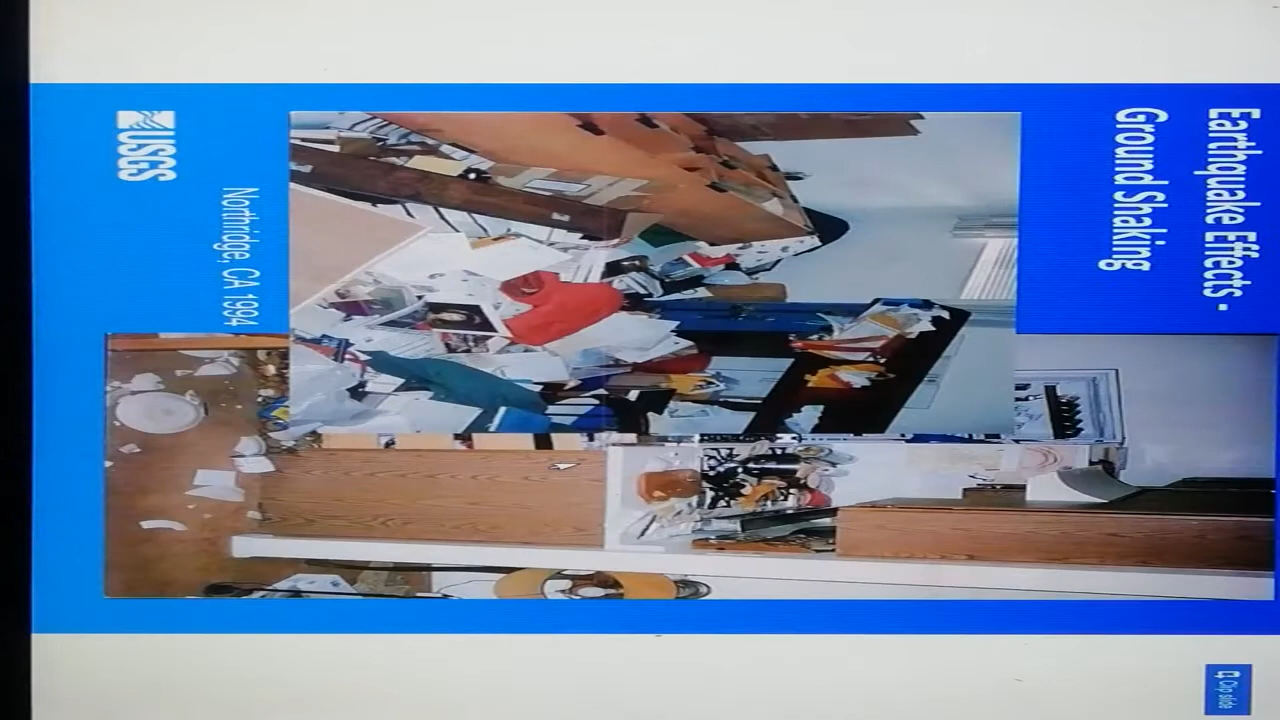 Earthquake Effects -
Ground Shaking
Northridge, CA 1994
USGS
Clip slide